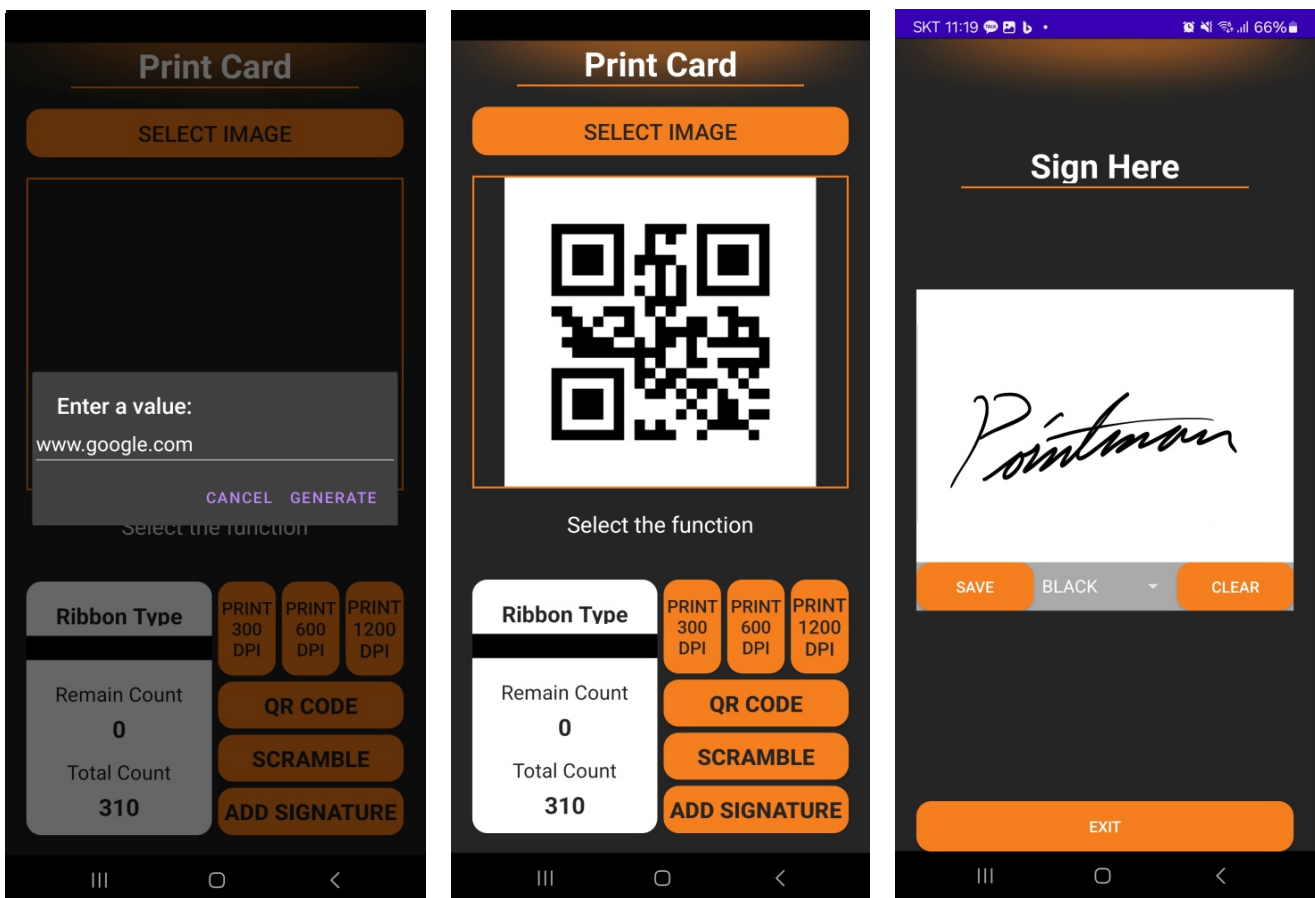 Print Card
SELECT IMAGE
Enter a value:
www.google.com
CANCEL GENERATE
Select the function
Ribbon Type
Remain Count
0
Total Count
310
PRINT 300 DPI
PRINT 600 DPI
PRINT 1200 DPI
QR CODE
SCRAMBLE
ADD SIGNATURE
Print Card
SELECT IMAGE
Select the function
Ribbon Type
Remain Count
0
Total Count
310
PRINT 300 DPI
PRINT 600 DPI
PRINT 1200 DPI
QR CODE
SCRAMBLE
ADD SIGNATURE
SKT 11:19 66%
Sign Here
Pointman
SAVE BLACK CLEAR
EXIT